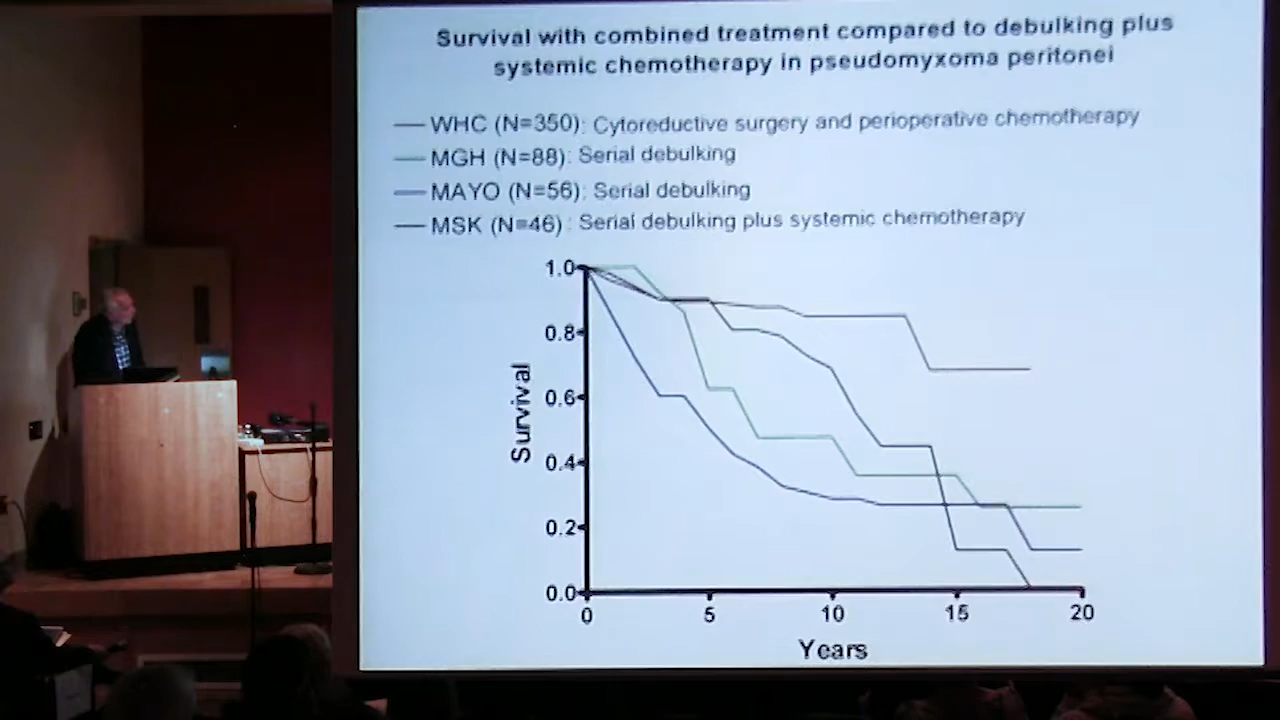 Survival with combined treatment compared to debulking plus
systemic chemotherapy in pseudomyxoma peritonei
WHC (N=350): Cytoreductive surgery and perioperative chemotherapy
MGH (N=88): Serial debulking
MAYO (N=56): Serial debulking
MSK (N=46) : Serial debulking plus systemic chemotherapy
1.0
0.8
0.6
0.4
0.2
0.0
Survival
0 5 10 15 20
Years